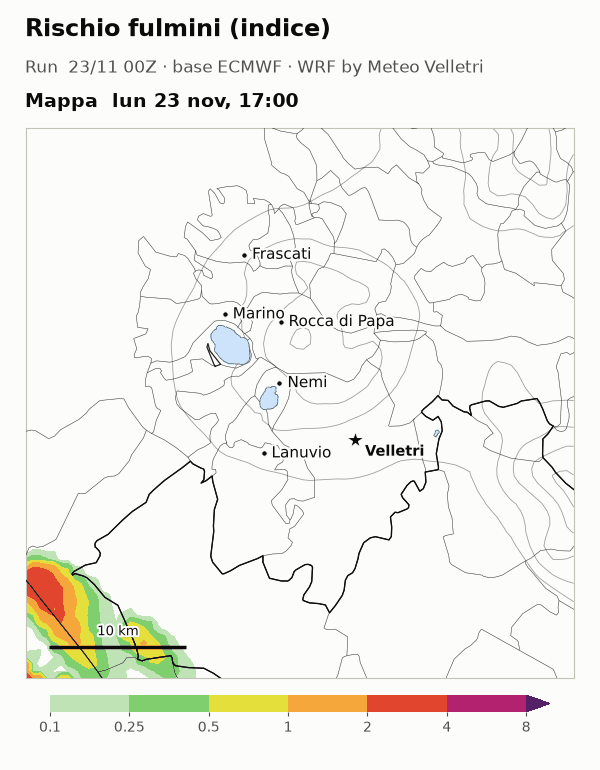 Rischio fulmini (indice)
Run  23/11 00Z · base ECMWF · WRF by Meteo Velletri
Mappa  lun 23 nov, 17:00
Frascati
Marino
Rocca di Papa
Nemi
Velletri
Lanuvio
10 km
0.1 0.25 0.5 1 2 4 8